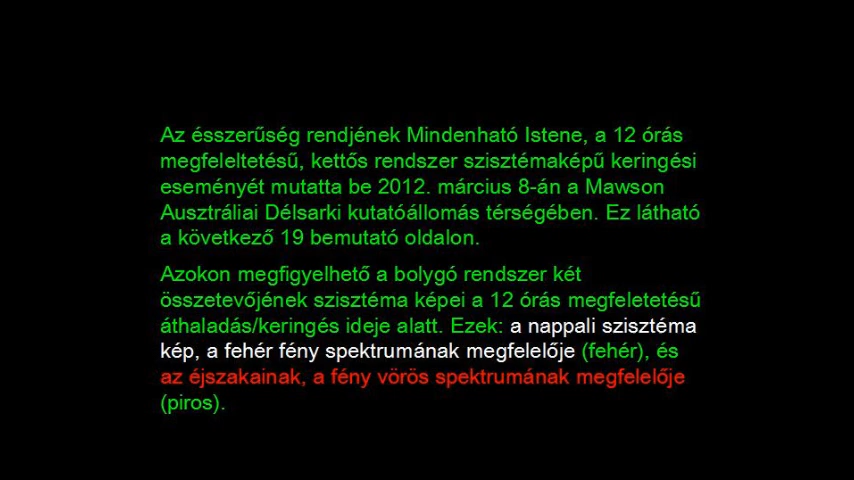 Az ésszerűség rendjének Mindenható Istene, a 12 órás
megfeleltetésű, kettős rendszer szisztémaképű keringési
eseményét mutatta be 2012. március 8-án a Mawson
Ausztráliai Délsarki kutatóállomás térségében. Ez látható
a következő 19 bemutató oldalon.
Azokon megfigyelhető a bolygó rendszer két
összetevőjének szisztéma képei a 12 órás megfeletetésű
áthaladás/keringés ideje alatt. Ezek: a nappali szisztéma
kép, a fehér fény spektrumának megfelelője (fehér), és
az éjszakainak, a fény vörös spektrumának megfelelője
(piros).